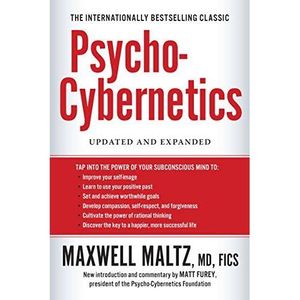 THE INTERNATIONALLY BESTSELLING CLASSIC
Psycho-
Cybernetics
UPDATED AND EXPANDED
TAP INTO THE POWER OF YOUR SUBCONSCIOUS MIND TO:
• Improve your self-image
• Learn to use your positive past
• Set and achieve worthwhile goals
• Develop compassion, self-respect, and forgiveness
• Cultivate the power of rational thinking
• Discover the key to a happier, more successful life
MAXWELL MALTZ, MD, FICS
New introduction and commentary by MATT FUREY,
president of the Psycho-Cybernetics Foundation